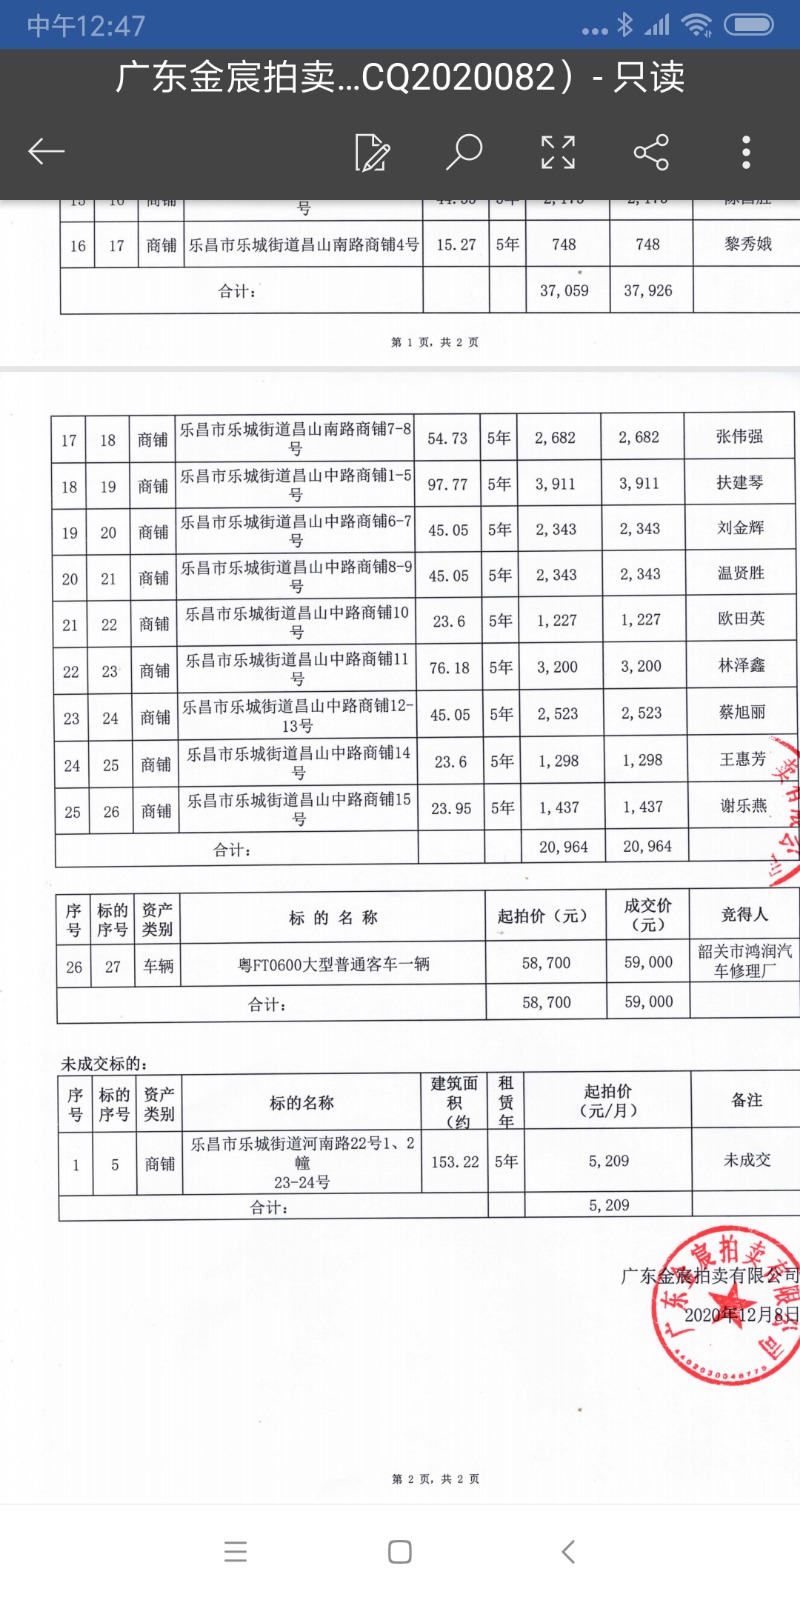 中午12:47
广东金宸拍卖...CQ2020082）- 只读
号
16 17 商铺 乐昌市乐城街道昌山南路商铺4号 15.27 5年 748 748 黎秀娥
合计： 37,059 37,926
第 1 页，共 2 页
17 18 商铺 乐昌市乐城街道昌山南路商铺7-8号 54.73 5年 2,682 2,682 张伟强
18 19 商铺 乐昌市乐城街道昌山中路商铺1-5号 97.77 5年 3,911 3,911 扶建琴
19 20 商铺 乐昌市乐城街道昌山中路商铺6-7号 45.05 5年 2,343 2,343 刘金辉
20 21 商铺 乐昌市乐城街道昌山中路商铺8-9号 45.05 5年 2,343 2,343 温贤胜
21 22 商铺 乐昌市乐城街道昌山中路商铺10号 23.6 5年 1,227 1,227 欧田英
22 23 商铺 乐昌市乐城街道昌山中路商铺11号 76.18 5年 3,200 3,200 林泽鑫
23 24 商铺 乐昌市乐城街道昌山中路商铺12-13号 45.05 5年 2,523 2,523 蔡旭丽
24 25 商铺 乐昌市乐城街道昌山中路商铺14号 23.6 5年 1,298 1,298 王惠芳
25 26 商铺 乐昌市乐城街道昌山中路商铺15号 23.95 5年 1,437 1,437 谢乐燕
合计： 20,964 20,964
序号 标的序号 资产类别 标 的 名 称 起拍价（元） 成交价（元） 竞得人
26 27 车辆 粤FT0600大型普通客车一辆 58,700 59,000 韶关市鸿润汽车修理厂
合计： 58,700 59,000
未成交标的：
序号 标的序号 资产类别 标的名称 建筑面积（约 租赁年 起拍价（元/月） 备注
1 5 商铺 乐昌市乐城街道河南路22号1、2幢23-24号 153.22 5年 5,209 未成交
合计： 5,209
广东金宸拍卖有限公司
2020年12月8日
广东金宸拍卖有限公司
第 2 页，共 2 页